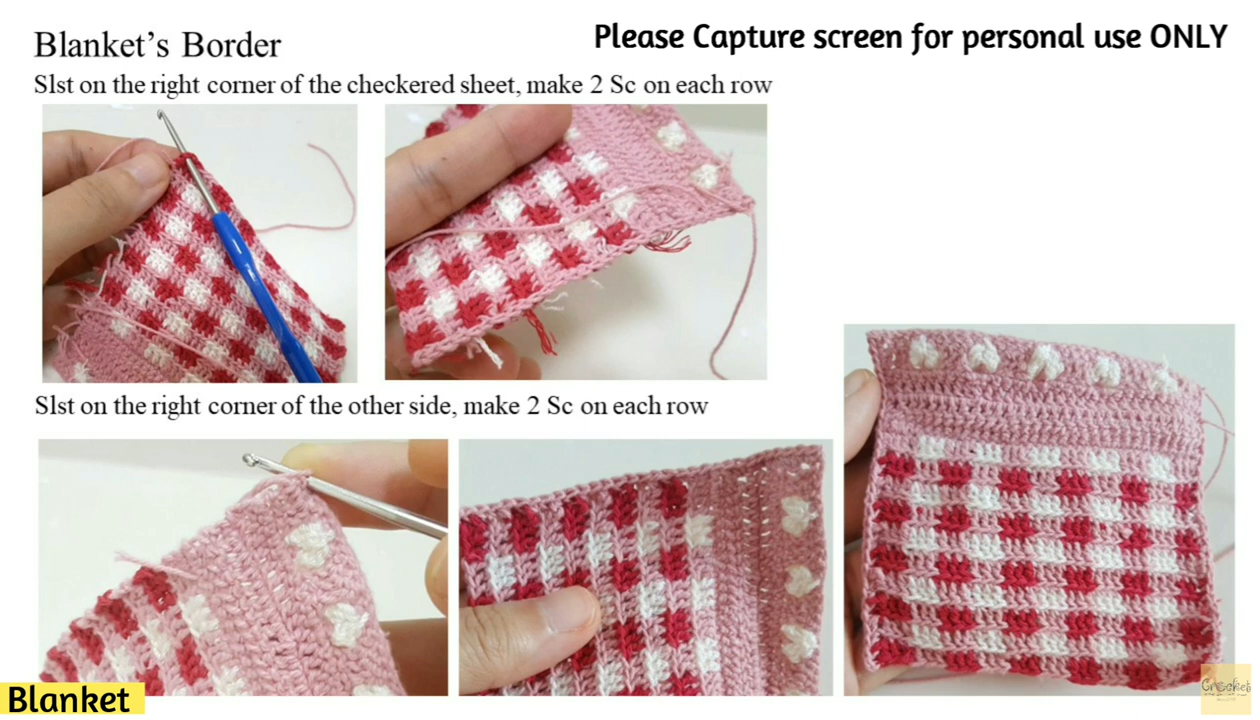 Blanket's Border
Please Capture screen for personal use ONLY
Slst on the right corner of the checkered sheet, make 2 Sc on each row
Slst on the right corner of the other side, make 2 Sc on each row
Blanket
Crochet